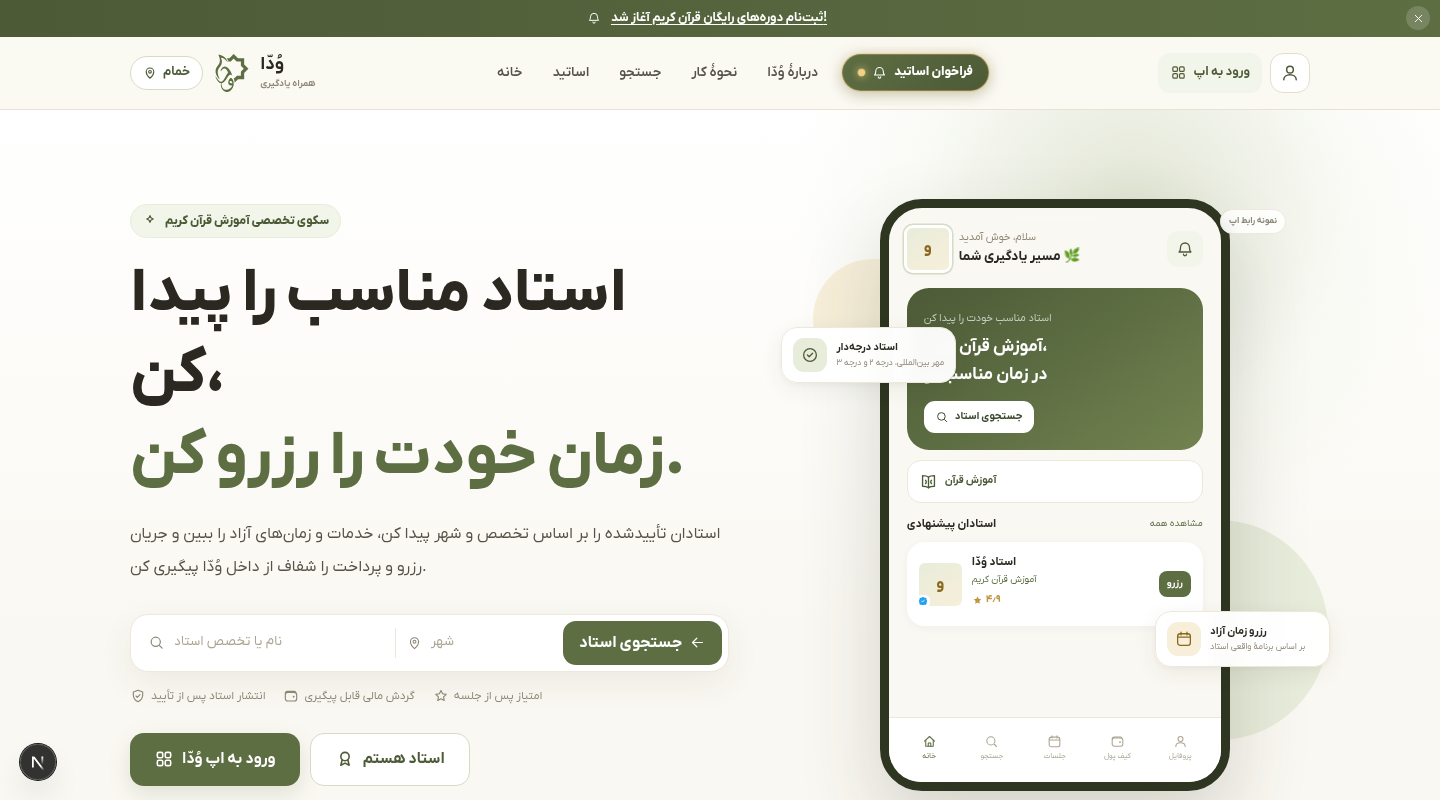 ثبت‌نام دوره‌های رایگان قرآن کریم آغاز شد!
خمام
وُدّا
همراه یادگیری
خانه
اساتید
جستجو
نحوهٔ کار
دربارهٔ وُدّا
فراخوان اساتید
ورود به اپ
سکوی تخصصی آموزش قرآن کریم
استاد مناسب را پیدا
کن،
زمان خودت را رزرو کن.
استادان تأییدشده را بر اساس تخصص و شهر پیدا کن، خدمات و زمان‌های آزاد را ببین و جریان
رزرو و پرداخت را شفاف از داخل وُدّا پیگیری کن.
نام یا تخصص استاد
شهر
جستجوی استاد
انتشار استاد پس از تأیید
گردش مالی قابل پیگیری
امتیاز پس از جلسه
ورود به اپ وُدّا
استاد هستم
نمونه رابط اپ
و
سلام، خوش آمدید
مسیر یادگیری شما 🌿
استاد مناسب خودت را پیدا کن
آموزش قرآن،
در زمان مناسب
جستجوی استاد
استاد درجه‌دار
مهر بین‌المللی، درجه ۲ و درجه ۳
آموزش قرآن
استادان پیشنهادی
مشاهده همه
و
استاد وُدّا
آموزش قرآن کریم
۴٫۹
رزرو
رزرو زمان آزاد
بر اساس برنامهٔ واقعی استاد
خانه
جستجو
جلسات
کیف پول
پروفایل
N